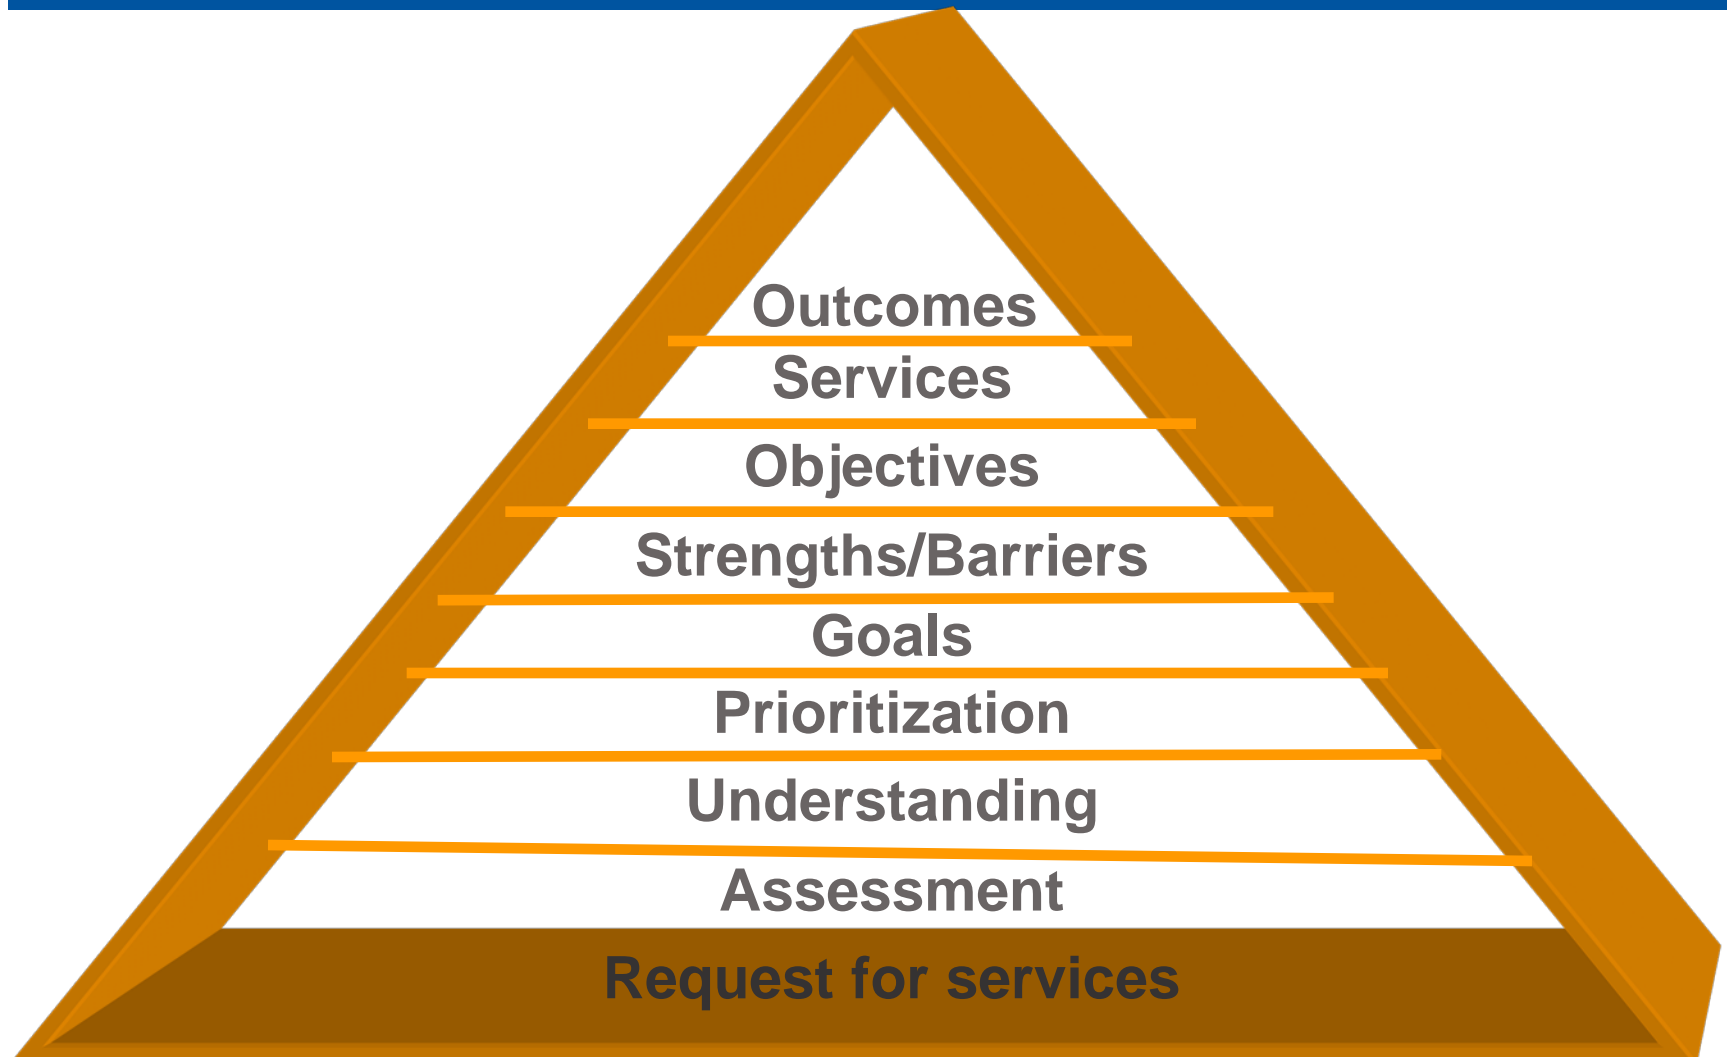 Outcomes
Services
Objectives
Strengths/Barriers
Goals
Prioritization
Understanding
Assessment
Request for services